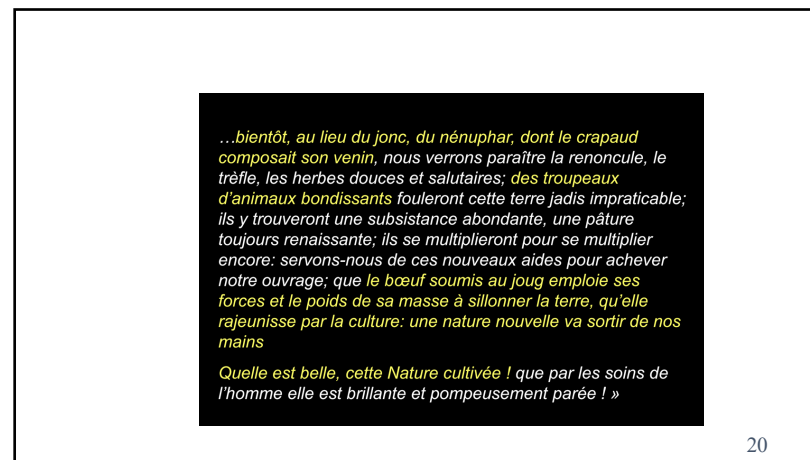 …bientôt, au lieu du jonc, du nénuphar, dont le crapaud
composait son venin, nous verrons paraître la renoncule, le
trèfle, les herbes douces et salutaires; des troupeaux
d’animaux bondissants fouleront cette terre jadis impraticable;
ils y trouveront une subsistance abondante, une pâture
toujours renaissante; ils se multiplieront pour se multiplier
encore: servons-nous de ces nouveaux aides pour achever
notre ouvrage; que le bœuf soumis au joug emploie ses
forces et le poids de sa masse à sillonner la terre, qu’elle
rajeunisse par la culture: une nature nouvelle va sortir de nos
mains
Quelle est belle, cette Nature cultivée ! que par les soins de
l’homme elle est brillante et pompeusement parée ! »
20